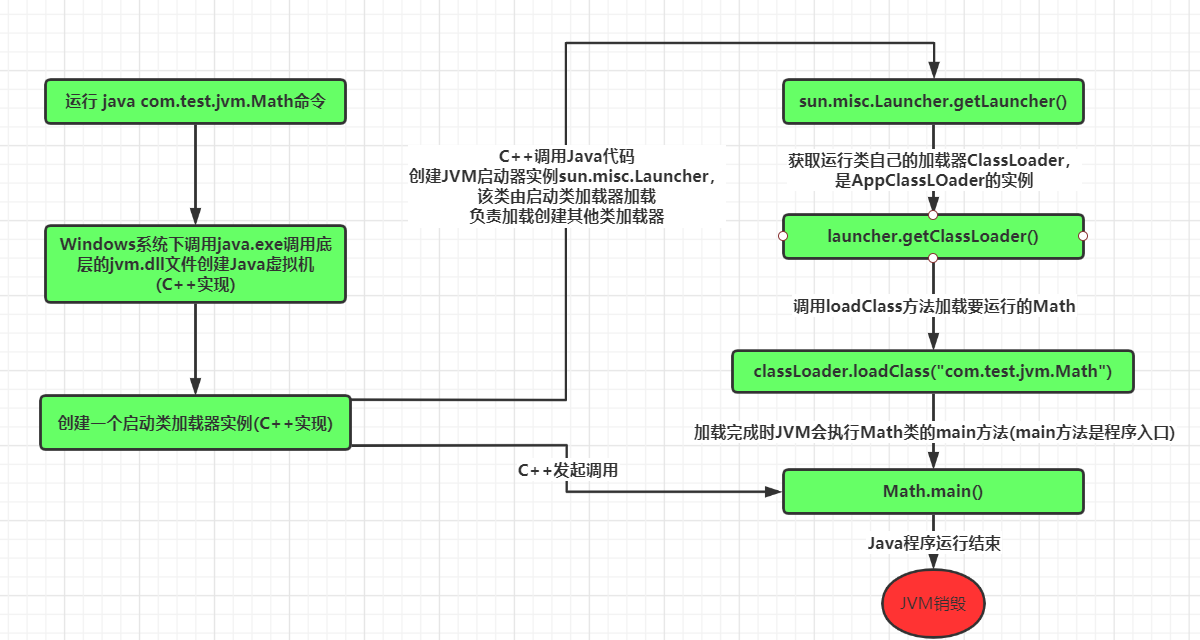 运行 java com.test.jvm.Math命令
Windows系统下调用java.exe调用底
层的jvm.dll文件创建Java虚拟机
(C++实现)
创建一个启动类加载器实例(C++实现)
C++调用Java代码
创建JVM启动器实例sun.misc.Launcher，
该类由启动类加载器加载
负责加载创建其他类加载器
C++发起调用
sun.misc.Launcher.getLauncher()
获取运行类自己的加载器ClassLoader，
是AppClassLOader的实例
launcher.getClassLoader()
调用loadClass方法加载要运行的Math
classLoader.loadClass("com.test.jvm.Math")
加载完成时JVM会执行Math类的main方法(main方法是程序入口)
Math.main()
Java程序运行结束
JVM销毁